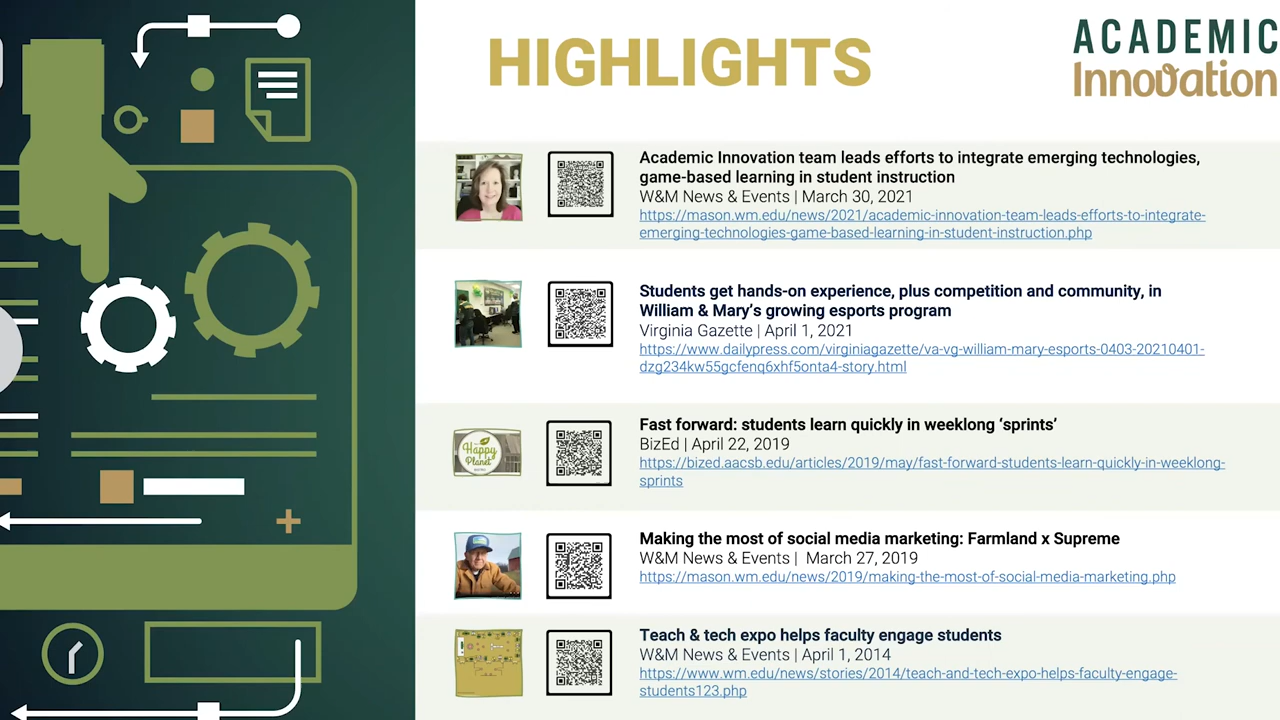 HIGHLIGHTS
ACADEMIC
Innovation
Academic Innovation team leads efforts to integrate emerging technologies,
game-based learning in student instruction
W&M News & Events | March 30, 2021
https://mason.wm.edu/news/2021/academic-innovation-team-leads-efforts-to-integrate-
emerging-technologies-game-based-learning-in-student-instruction.php
Students get hands-on experience, plus competition and community, in
William & Mary’s growing esports program
Virginia Gazette | April 1, 2021
https://www.dailypress.com/virginiagazette/va-vg-william-mary-esports-0403-20210401-
dzg234kw55gcfenq6xhf5onta4-story.html
Happy
Planet
Fast forward: students learn quickly in weeklong ‘sprints’
BizEd | April 22, 2019
https://bized.aacsb.edu/articles/2019/may/fast-forward-students-learn-quickly-in-weeklong-
sprints
Making the most of social media marketing: Farmland x Supreme
W&M News & Events | March 27, 2019
https://mason.wm.edu/news/2019/making-the-most-of-social-media-marketing.php
Teach & tech expo helps faculty engage students
W&M News & Events | April 1, 2014
https://www.wm.edu/news/stories/2014/teach-and-tech-expo-helps-faculty-engage-
students123.php